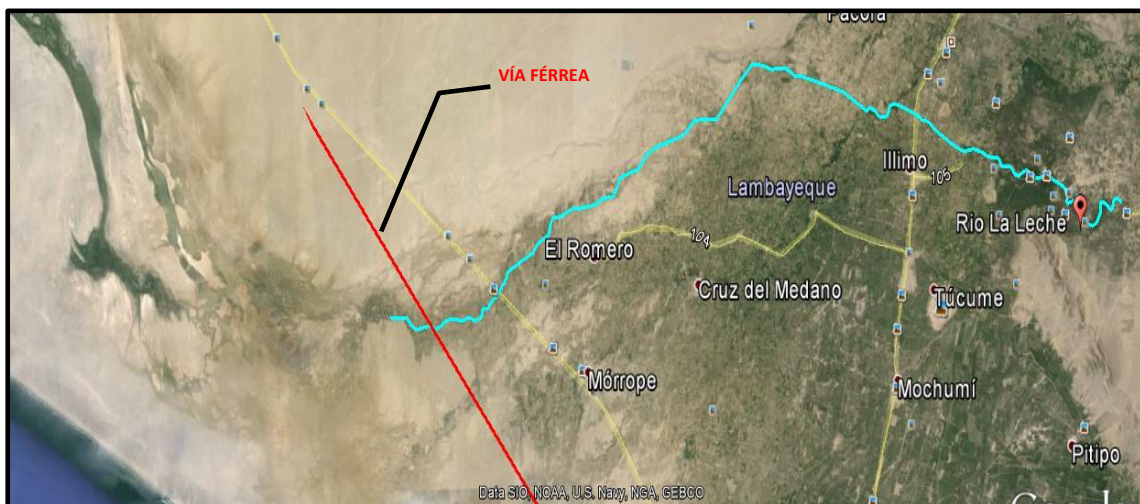 Pacora
VÍA FÉRREA
Illimo
106
Lambayeque
Rio La Leche
104
El Romero
Cruz del Medano
Túcume
Mórrope
Mochumí
Pitipo
Data SIO, NOAA, U.S. Navy, NGA, GEBCO